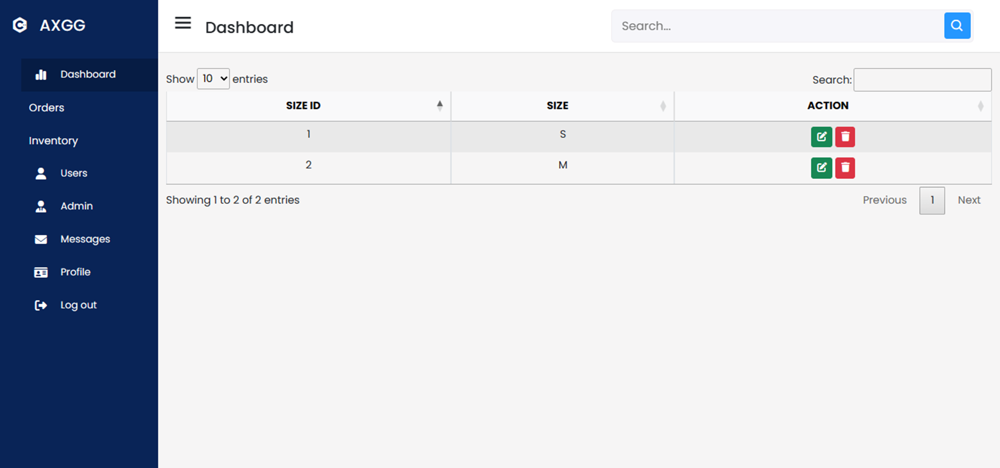 AXGG
Dashboard
Orders
Inventory
Users
Admin
Messages
Profile
Log out
Dashboard
Search...
Show 10 entries
Search:
SIZE ID SIZE ACTION
1 S
2 M
Showing 1 to 2 of 2 entries
Previous 1 Next